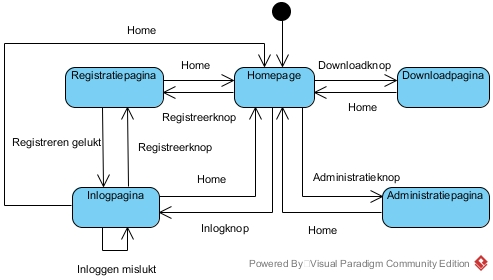 Home
Home
Downloadknop
Registratiepagina
Homepage
Downloadpagina
Registreerknop
Home
Registreren gelukt
Registreerknop
Home
Administratieknop
Inlogpagina
Administratiepagina
Inlogknop
Home
Inloggen mislukt
Powered By Visual Paradigm Community Edition